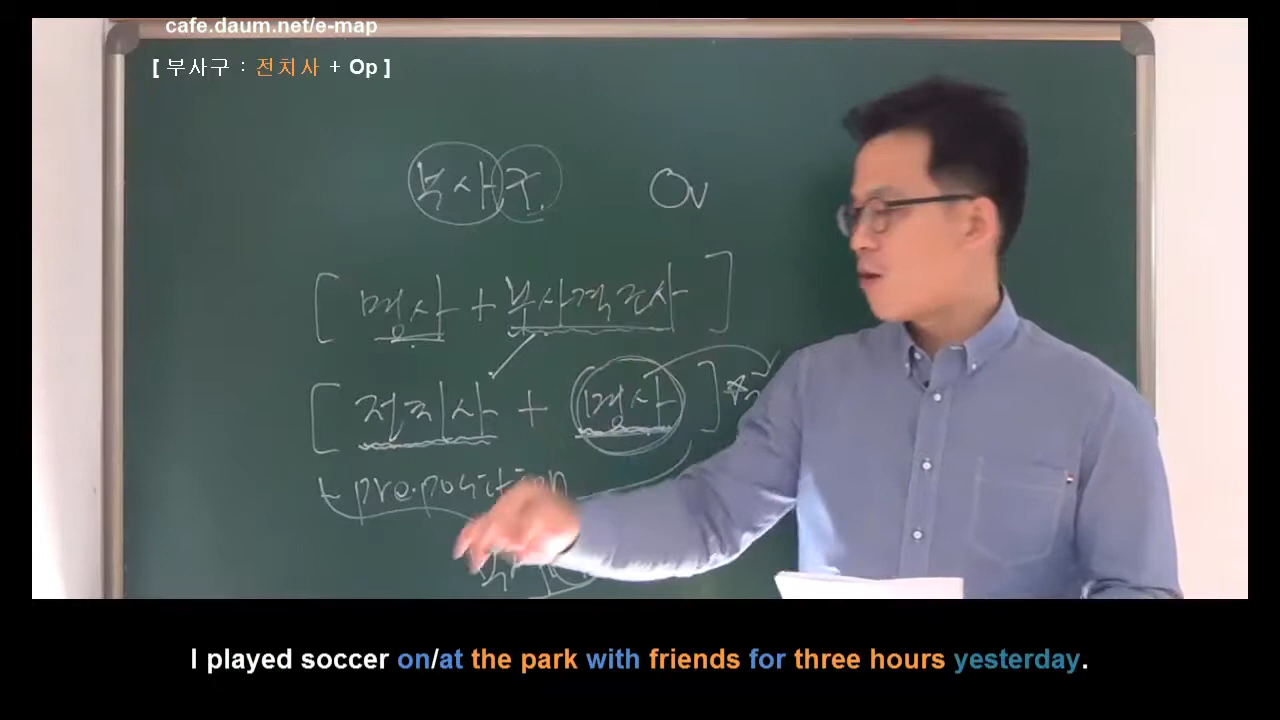 cafe.daum.net/e-map
[ 부사구 : 전치사 + Op ]
부사구. Ov
[ 명사 + 부사격조사 ]
[ 전치사 + (명사) ]
I played soccer on/at the park with friends for three hours yesterday.